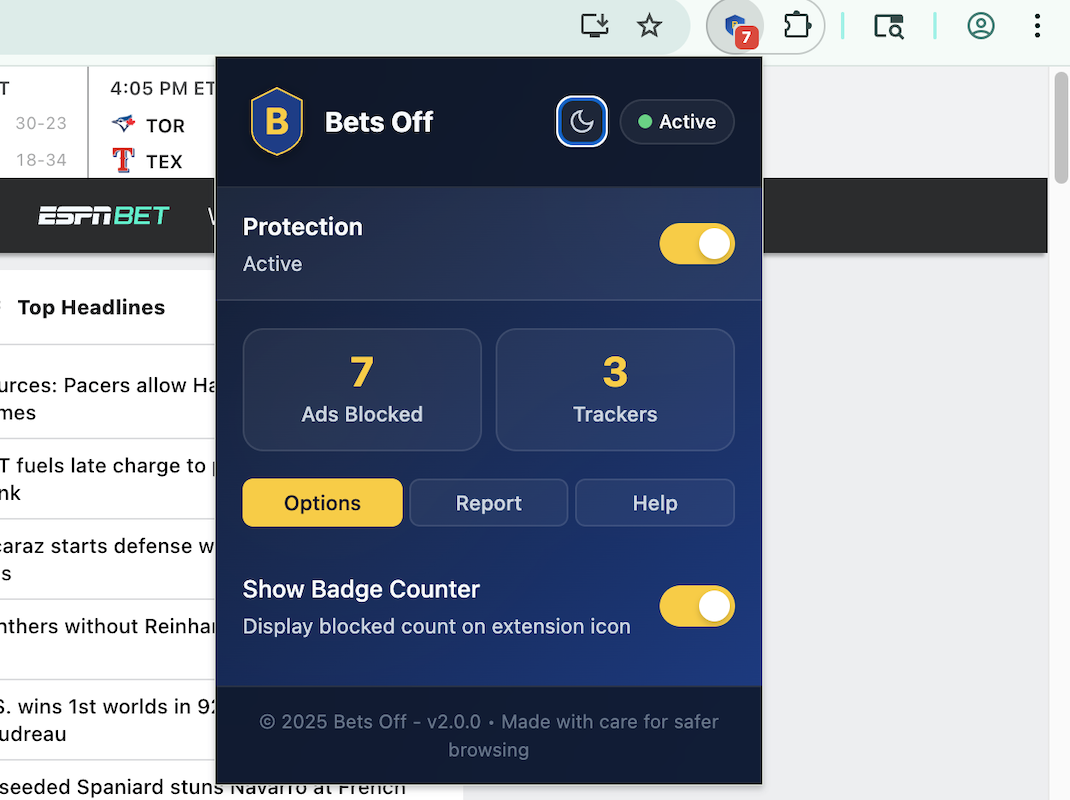 7
T
4:05 PM ET
30-23
TOR
18-34
TEX
ESPN BET
Top Headlines
urces: Pacers allow Ha
mes
T fuels late charge to
nk
caraz starts defense w
s
nthers without Reinha
S. wins 1st worlds in 92
udreau
seeded Spaniard stuns Navarro at French
B
Bets Off
Active
Protection
Active
7
Ads Blocked
3
Trackers
Options
Report
Help
Show Badge Counter
Display blocked count on extension icon
© 2025 Bets Off - v2.0.0 • Made with care for safer
browsing